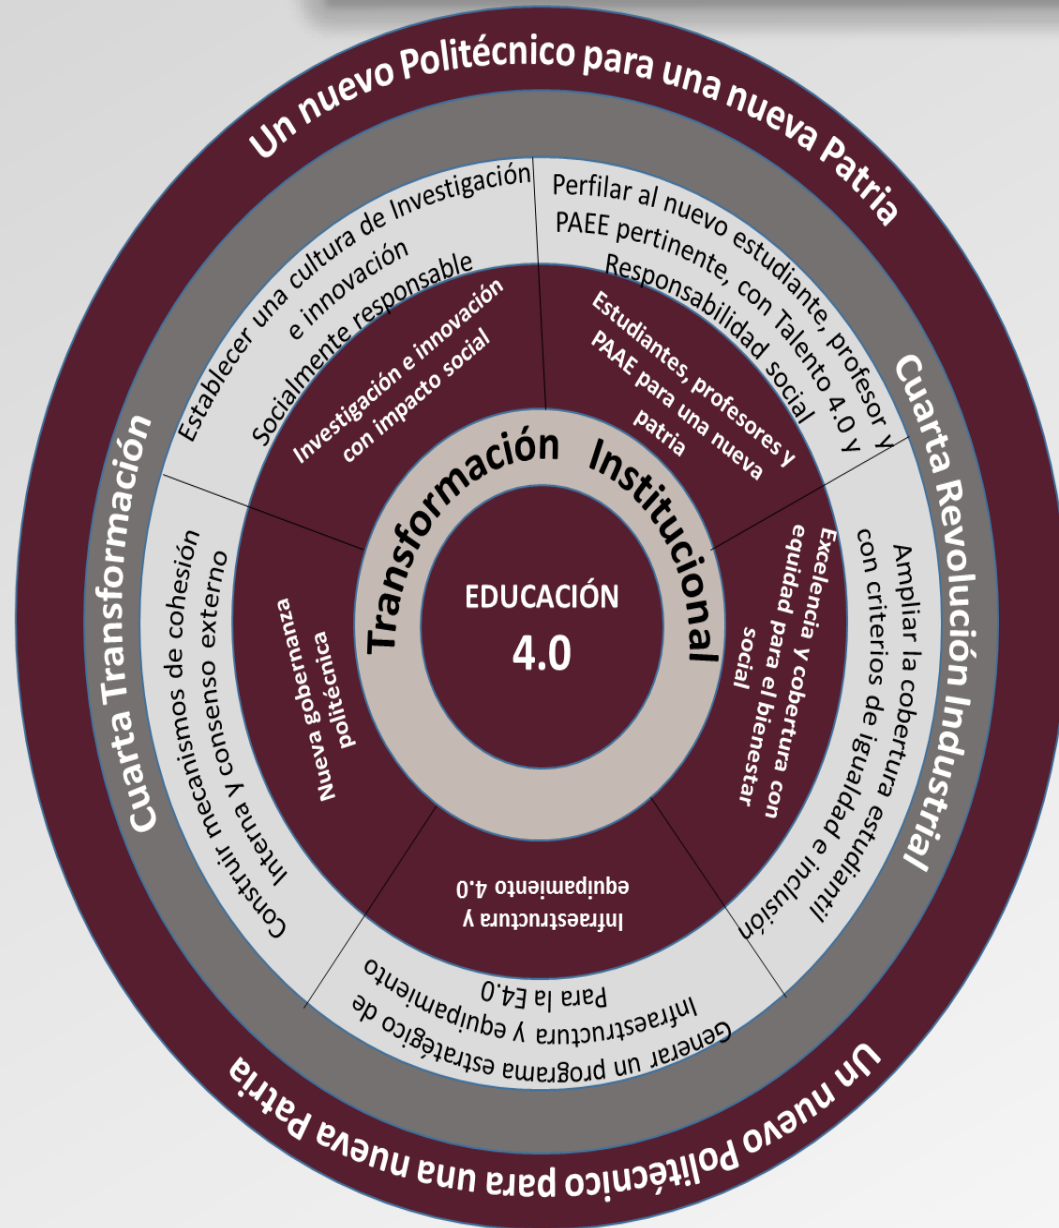 Un nuevo Politécnico para una nueva Patria
Cuarta Transformación
Cuarta Revolución Industrial
Establecer una cultura de Investigación
e innovación
Socialmente responsable
Perfilar al nuevo estudiante, profesor y
PAEE pertinente, con Talento 4.0 y
Responsabilidad social
Ampliar la cobertura estudiantil
con criterios de igualdad e inclusión
Generar un programa estratégico de
Infraestructura y equipamiento
Para la E4.0
Construir mecanismos de cohesión
Interna y consenso externo
Investigación e innovación
con impacto social
Estudiantes, profesores y
PAAE para una nueva
patria
Excelencia y cobertura con
equidad para el bienestar
social
Infraestructura y
equipamiento 4.0
Nueva gobernanza
politécnica
Transformación Institucional
EDUCACIÓN
4.0
Un nuevo Politécnico para una nueva Patria